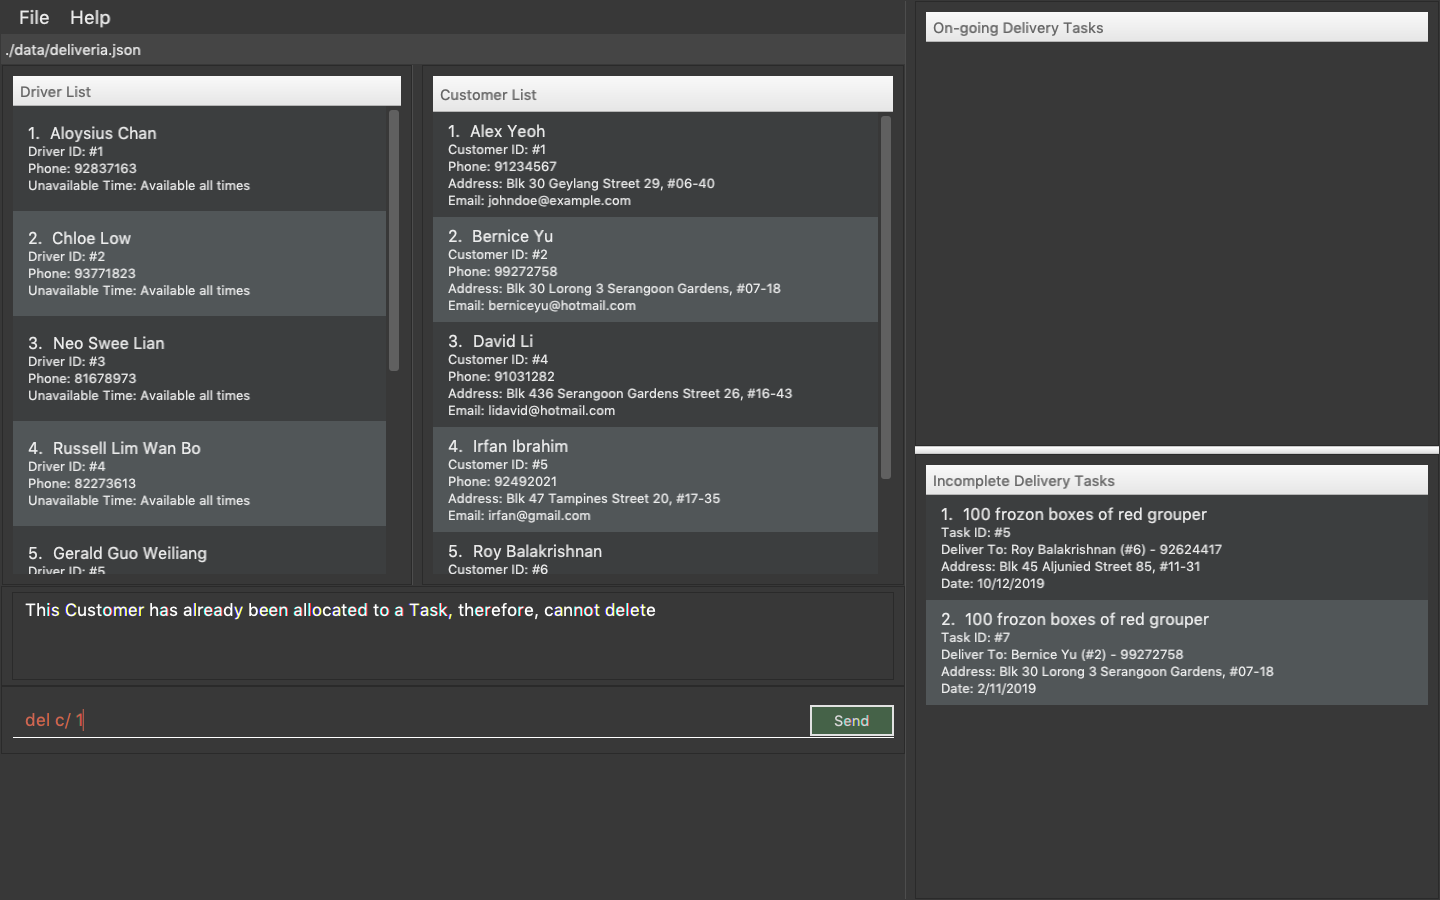 File Help
./data/deliveria.json
Driver List
1. Aloysius Chan
Driver ID: #1
Phone: 92837163
Unavailable Time: Available all times
2. Chloe Low
Driver ID: #2
Phone: 93771823
Unavailable Time: Available all times
3. Neo Swee Lian
Driver ID: #3
Phone: 81678973
Unavailable Time: Available all times
4. Russell Lim Wan Bo
Driver ID: #4
Phone: 82273613
Unavailable Time: Available all times
5. Gerald Guo Weiliang
Driver ID: #5
Customer List
1. Alex Yeoh
Customer ID: #1
Phone: 91234567
Address: Blk 30 Geylang Street 29, #06-40
Email: johndoe@example.com
2. Bernice Yu
Customer ID: #2
Phone: 99272758
Address: Blk 30 Lorong 3 Serangoon Gardens, #07-18
Email: berniceyu@hotmail.com
3. David Li
Customer ID: #4
Phone: 91031282
Address: Blk 436 Serangoon Gardens Street 26, #16-43
Email: lidavid@hotmail.com
4. Irfan Ibrahim
Customer ID: #5
Phone: 92492021
Address: Blk 47 Tampines Street 20, #17-35
Email: irfan@gmail.com
5. Roy Balakrishnan
Customer ID: #6
This Customer has already been allocated to a Task, therefore, cannot delete
del c/ 1
Send
On-going Delivery Tasks
Incomplete Delivery Tasks
1. 100 frozon boxes of red grouper
Task ID: #5
Deliver To: Roy Balakrishnan (#6) - 92624417
Address: Blk 45 Aljunied Street 85, #11-31
Date: 10/12/2019
2. 100 frozon boxes of red grouper
Task ID: #7
Deliver To: Bernice Yu (#2) - 99272758
Address: Blk 30 Lorong 3 Serangoon Gardens, #07-18
Date: 2/11/2019